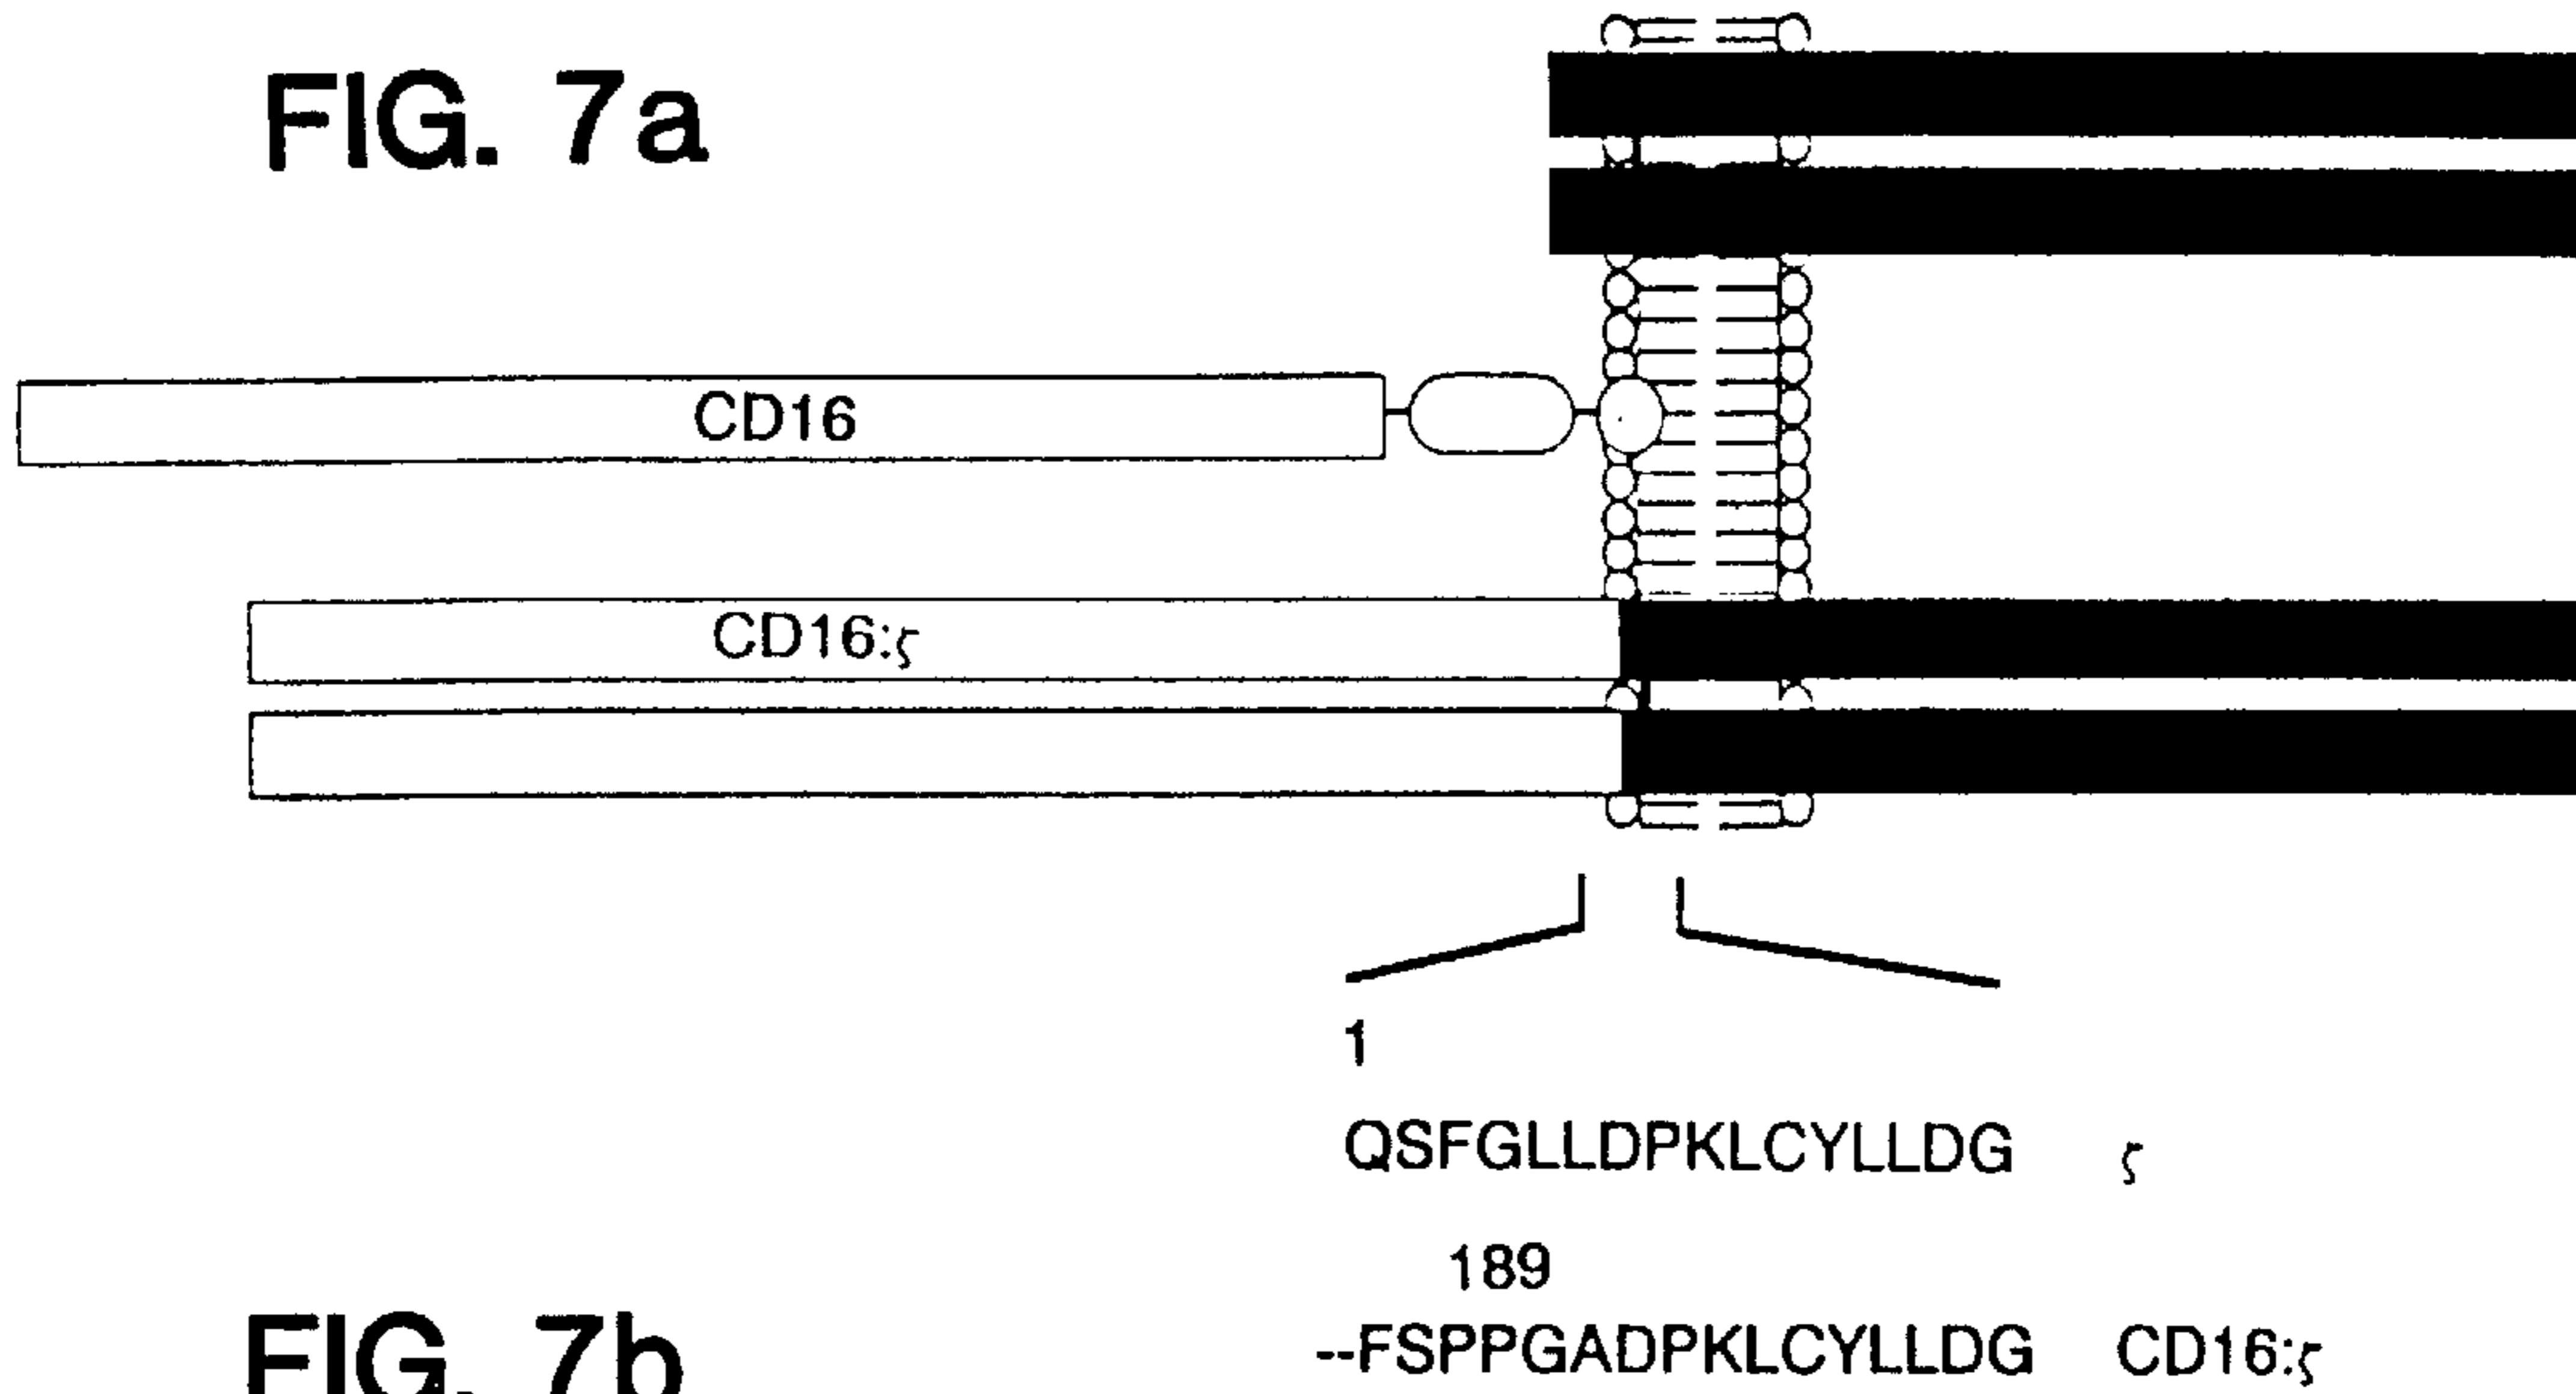 FIG. 7a
CD16
CD16:ζ
1
QSFGLLDPKLCYLLDG ζ
189
--FSPPGADPKLCYLLDG CD16:ζ
FIG. 7b